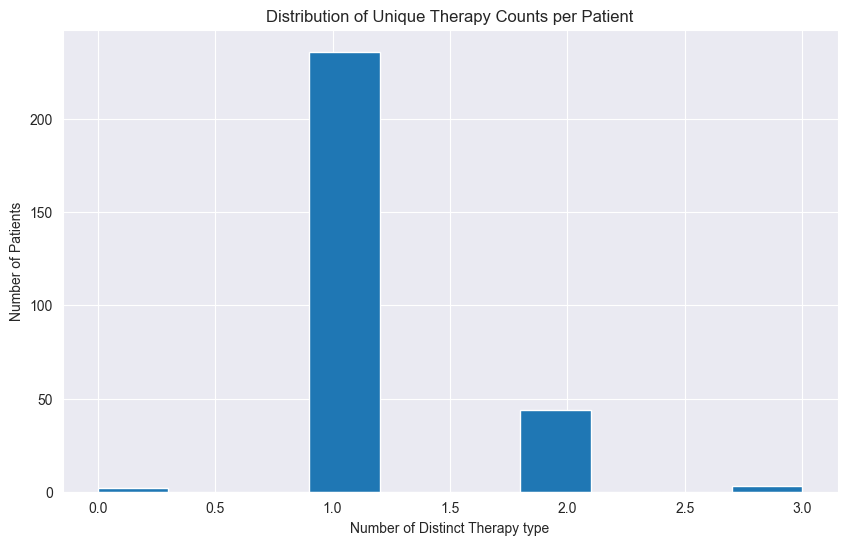 Distribution of Unique Therapy Counts per Patient
Number of Patients
200
150
100
50
0
0.0 0.5 1.0 1.5 2.0 2.5 3.0
Number of Distinct Therapy type